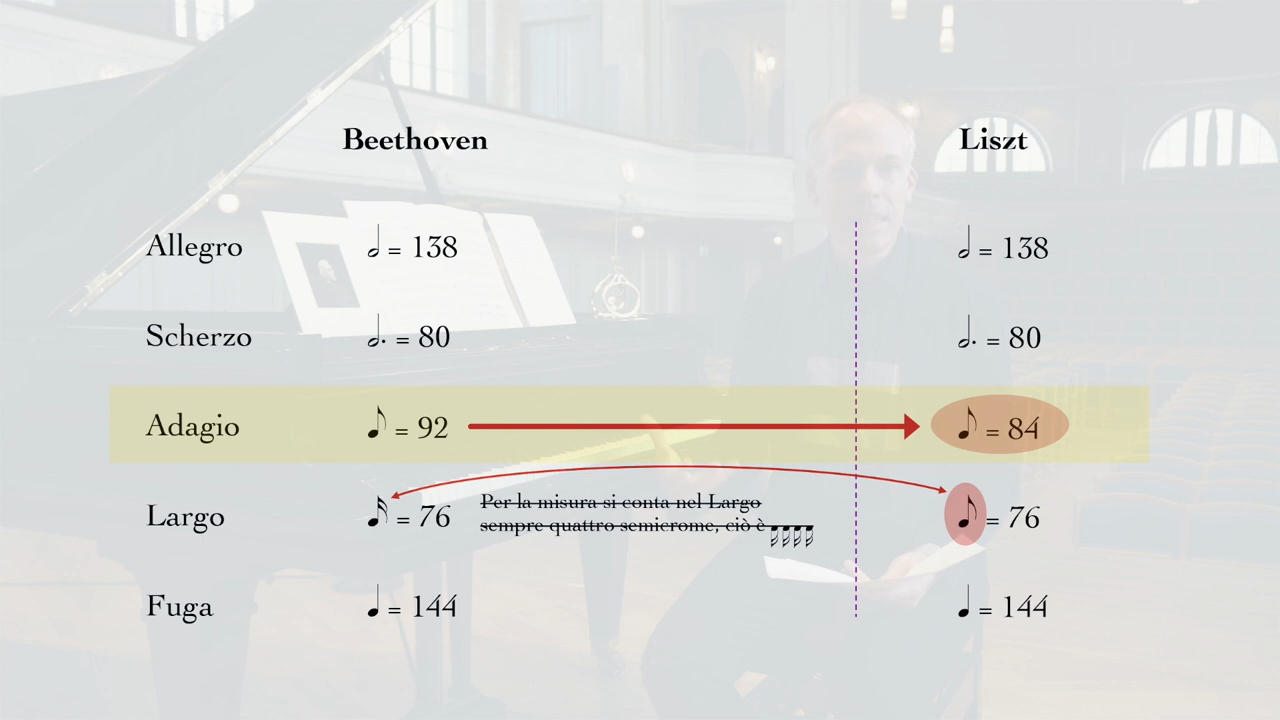 Beethoven Liszt
Allegro 𝅗𝅥 = 138 𝅗𝅥 = 138
Scherzo 𝅗𝅥. = 80 𝅗𝅥. = 80
Adagio ♪ = 92 ♪ = 84
Largo 𝅘𝅥𝅯 = 76 Per la misura si conta nel Largo
sempre quattro semicrome, ciò è 𝅘𝅥𝅯𝅘𝅥𝅯𝅘𝅥𝅯𝅘𝅥𝅯 ♪ = 76
Fuga ♩ = 144 ♩ = 144